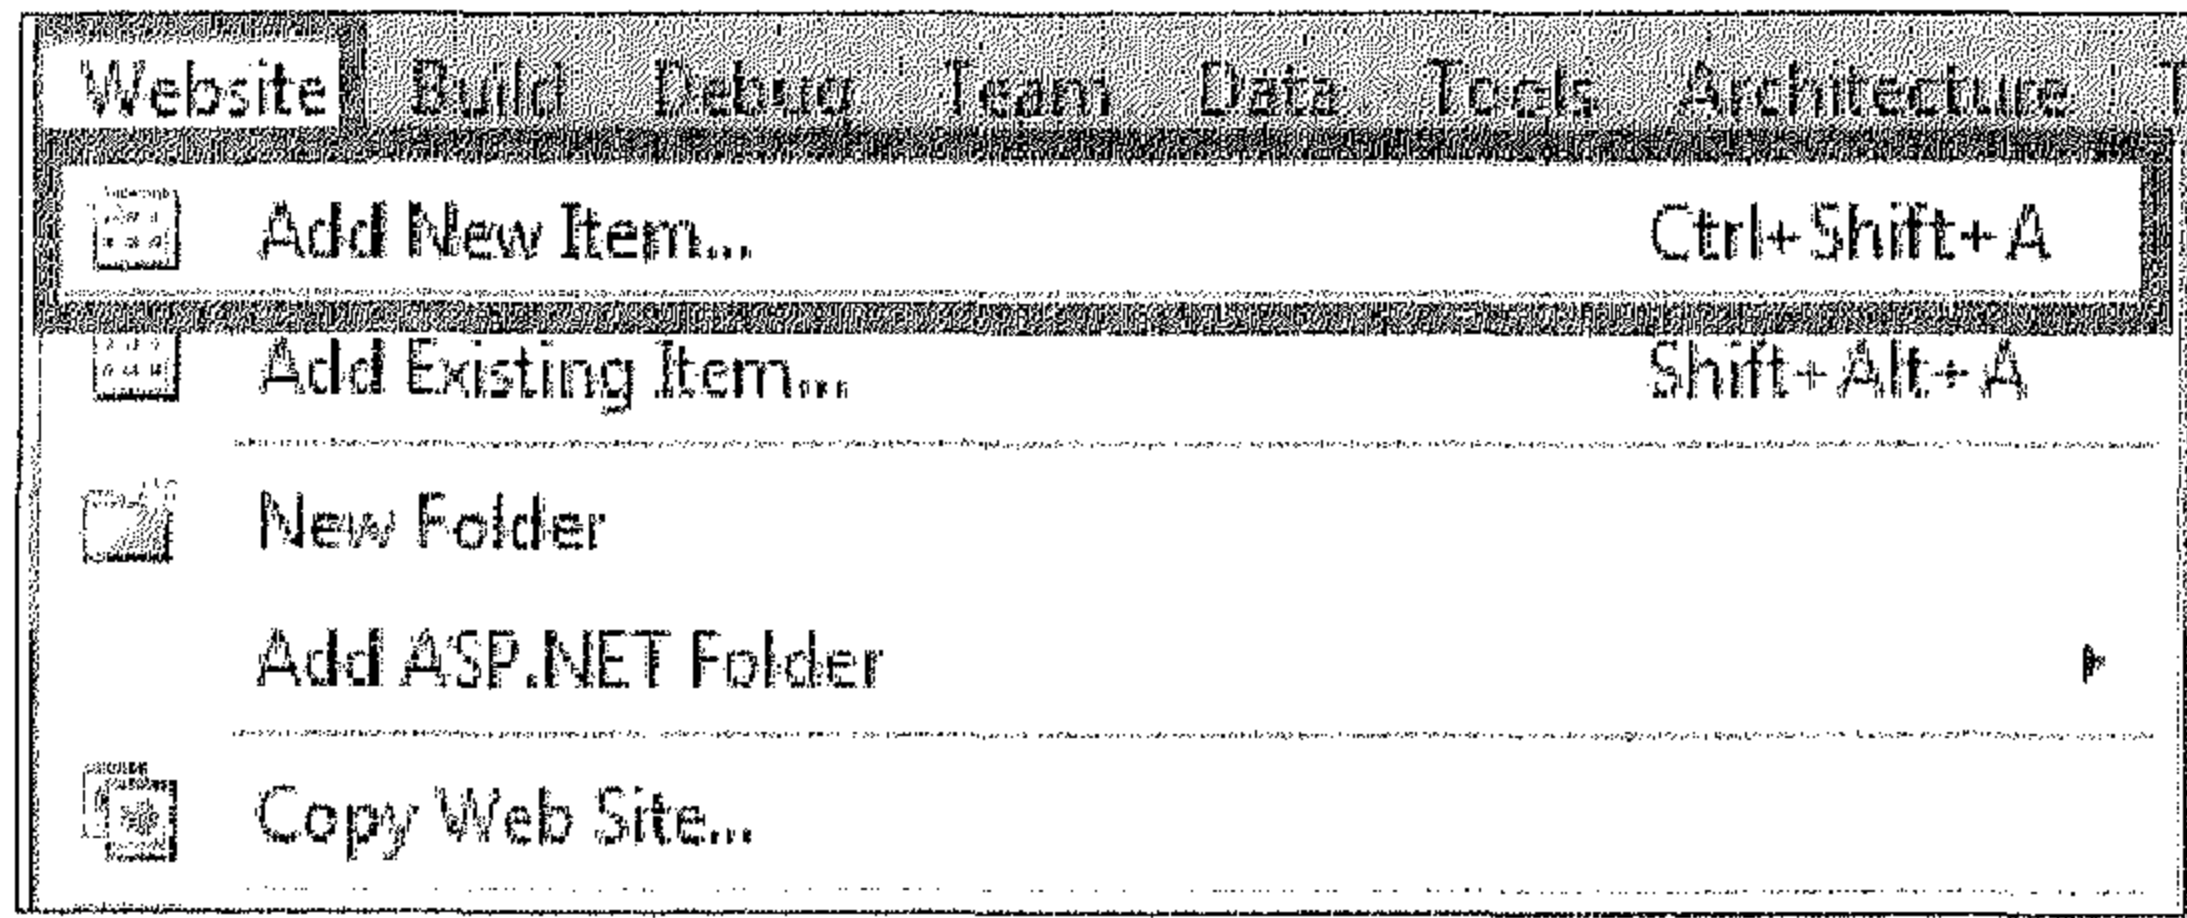 Website Build Debug Team Data Tools Architecture T
Add New Item... Ctrl+Shift+A
Add Existing Item... Shift+Alt+A
New Folder
Add ASP.NET Folder
Copy Web Site...